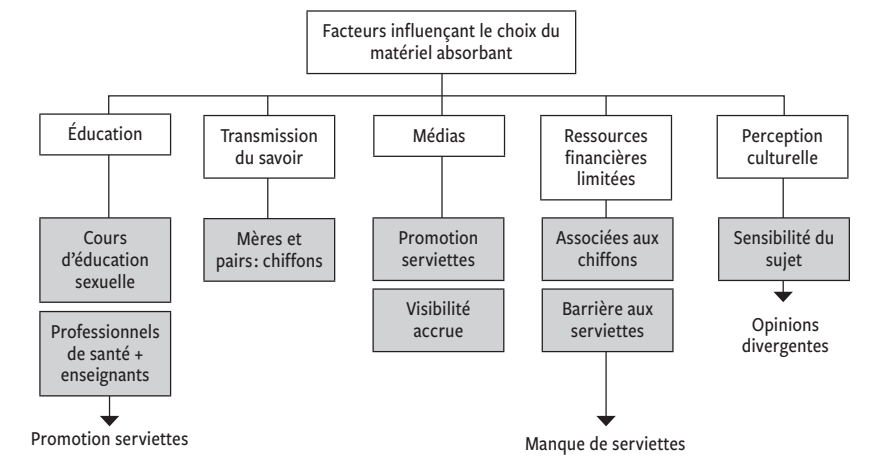 Facteurs influençant le choix du
matériel absorbant
Éducation
Transmission
du savoir
Médias
Ressources
financières
limitées
Perception
culturelle
Cours
d’éducation
sexuelle
Mères et
pairs : chiffons
Promotion
serviettes
Associées aux
chiffons
Sensibilité du
sujet
Professionnels
de santé +
enseignants
Visibilité
accrue
Barrière aux
serviettes
Opinions
divergentes
Promotion serviettes
Manque de serviettes